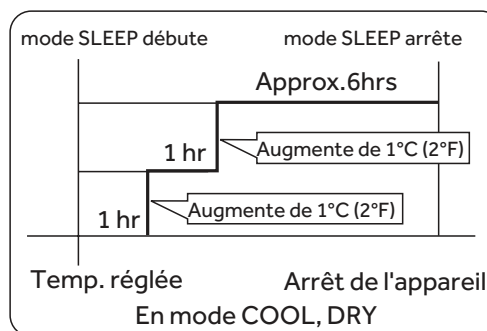 mode SLEEP débute mode SLEEP arrête
Approx.6hrs
1 hr Augmente de 1°C (2°F)
1 hr Augmente de 1°C (2°F)
Temp. réglée Arrêt de l'appareil
En mode COOL, DRY